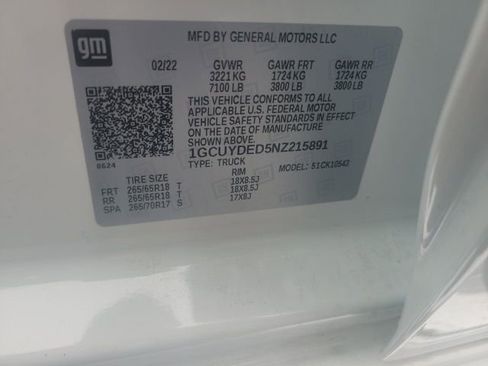 gm
MFD BY GENERAL MOTORS LLC
02/22 GVWR GAWR FRT GAWR RR
3221 KG 1724 KG 1724 KG
7100 LB 3800 LB 3800 LB
THIS VEHICLE CONFORMS TO ALL
APPLICABLE U.S. FEDERAL MOTOR
VEHICLE SAFETY STANDARDS IN
EFFECT ON THE DATE OF MANUFACTURE
SHOWN ABOVE.
1GCUYDED5NZ215891
TYPE: TRUCK MODEL: 51CK10543
0624
TIRE SIZE RIM
FRT 265/65R18 T 18X8.5J
RR 265/65R18 T 18X8.5J
SPA 265/70R17 S 17X8J